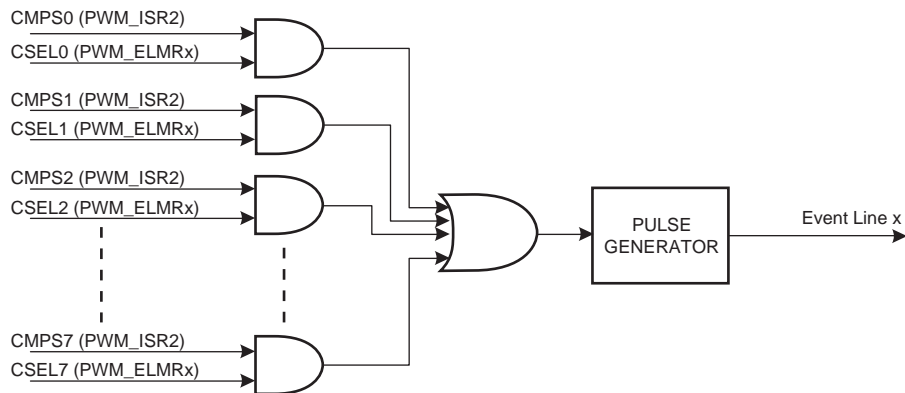 CMPS0 (PWM_ISR2)
CSEL0 (PWM_ELMRx)
CMPS1 (PWM_ISR2)
CSEL1 (PWM_ELMRx)
CMPS2 (PWM_ISR2)
CSEL2 (PWM_ELMRx)
PULSE
GENERATOR
Event Line x
CMPS7 (PWM_ISR2)
CSEL7 (PWM_ELMRx)